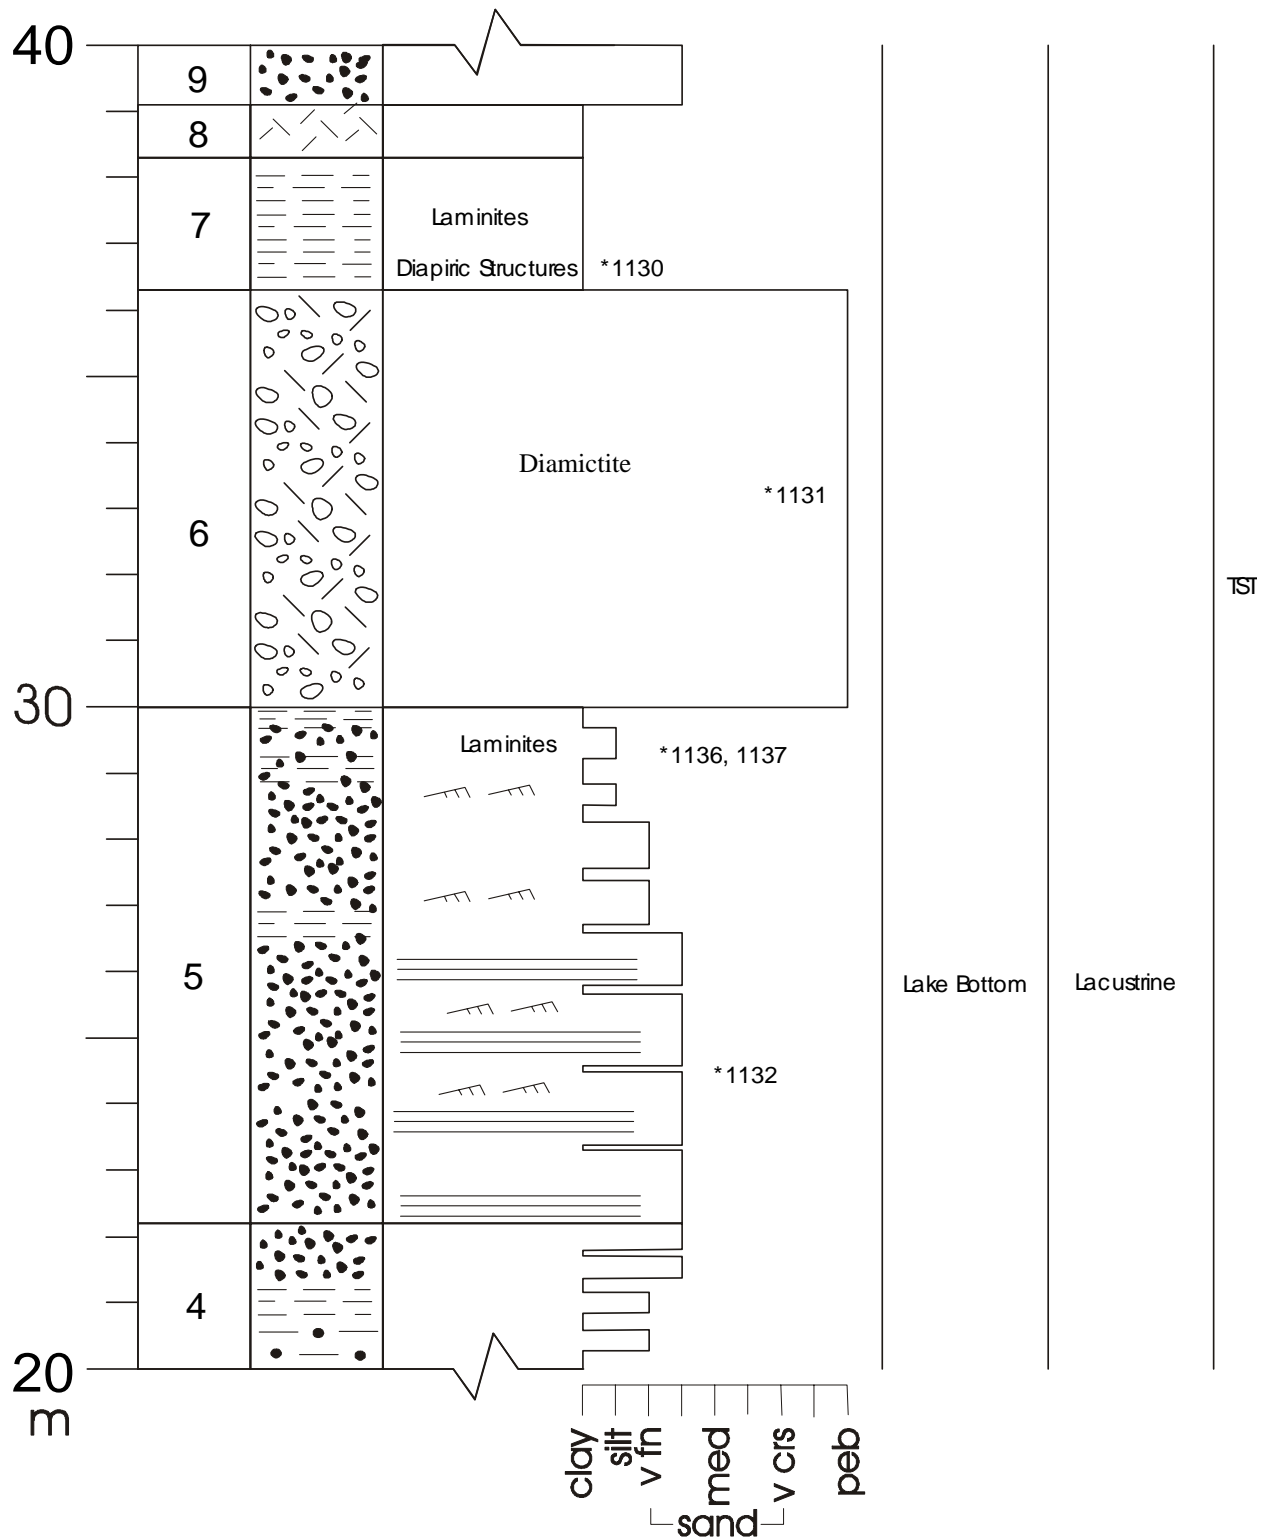 40
9
8
7
Laminites
Diapiric Structures *1130
6
Diamictite
*1131
TST
30
Laminites
*1136, 1137
5
Lake Bottom
Lacustrine
*1132
4
20
m
clay
silt
v fn
med
v crs
peb
sand